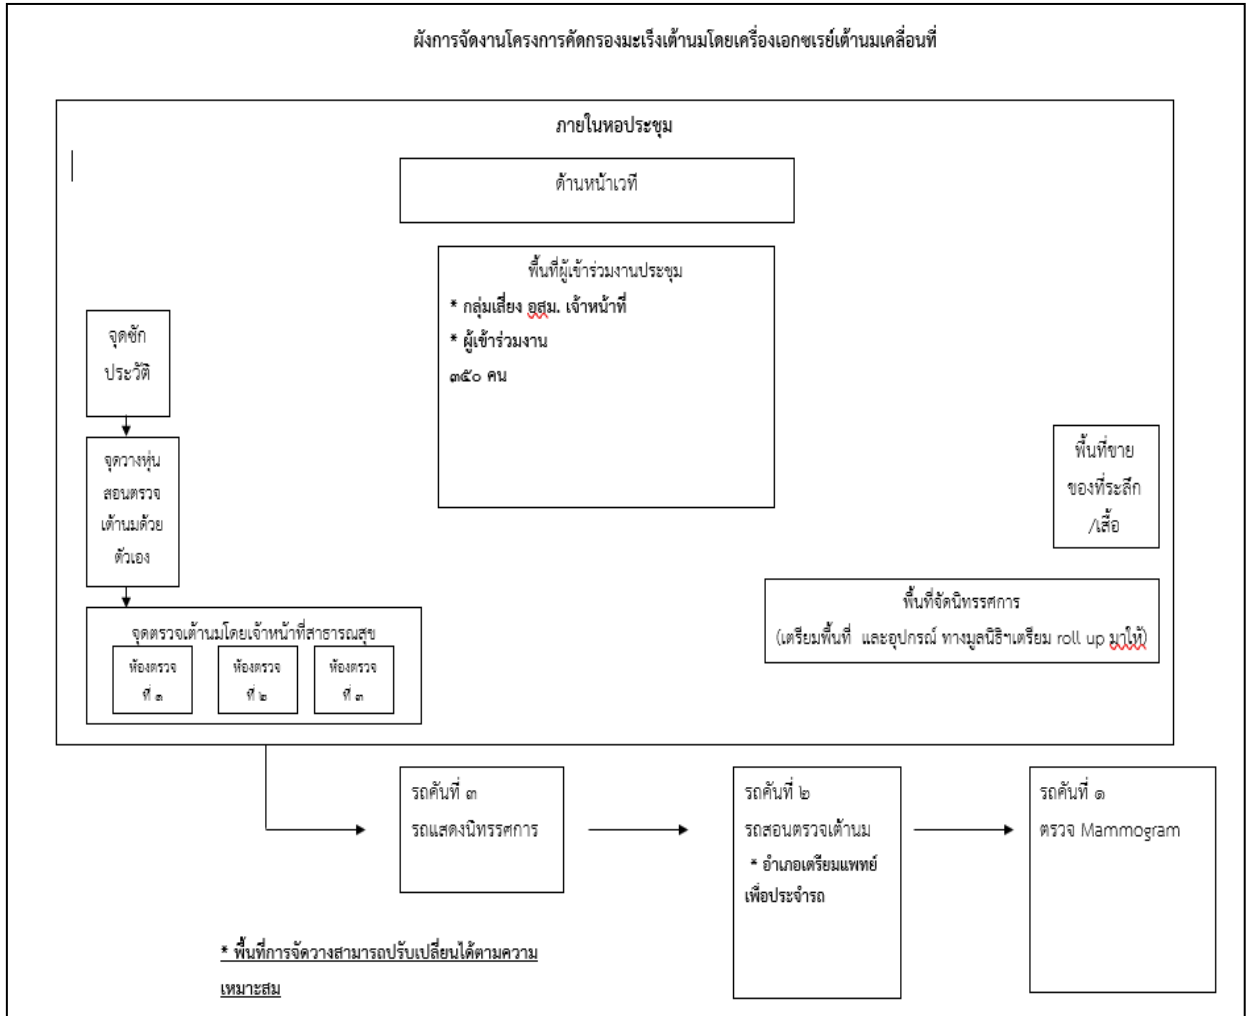 ผังการจัดงานโครงการคัดกรองมะเร็งเต้านมโดยเครื่องเอกซเรย์เต้านมเคลื่อนที่
ภายในหอประชุม
ด้านหน้าเวที
พื้นที่ผู้เข้าร่วมงานประชุม
* กลุ่มเสี่ยง อสม. เจ้าหน้าที่
* ผู้เข้าร่วมงาน
๓๕๐ คน
จุดซัก
ประวัติ
จุดวางหุ่น
สอนตรวจ
เต้านมด้วย
ตัวเอง
พื้นที่ขาย
ของที่ระลึก
/เสื้อ
พื้นที่จัดนิทรรศการ
(เตรียมพื้นที่ และอุปกรณ์ ทางมูลนิธิฯเตรียม roll up มาให้)
จุดตรวจเต้านมโดยเจ้าหน้าที่สาธารณสุข
ห้องตรวจ
ที่ ๑
ห้องตรวจ
ที่ ๒
ห้องตรวจ
ที่ ๓
รถคันที่ ๓
รถแสดงนิทรรศการ
รถคันที่ ๒
รถสอนตรวจเต้านม
* อำเภอเตรียมแพทย์
เพื่อประจำรถ
รถคันที่ ๑
ตรวจ Mammogram
* พื้นที่การจัดวางสามารถปรับเปลี่ยนได้ตามความ
เหมาะสม